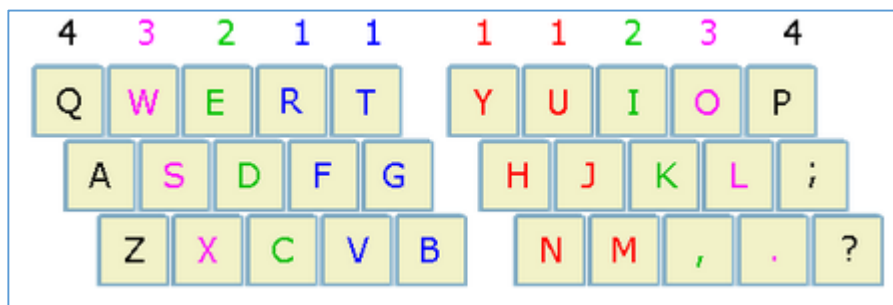 4 3 2 1 1 1 1 2 3 4
Q W E R T Y U I O P
A S D F G H J K L ;
Z X C V B N M , . ?